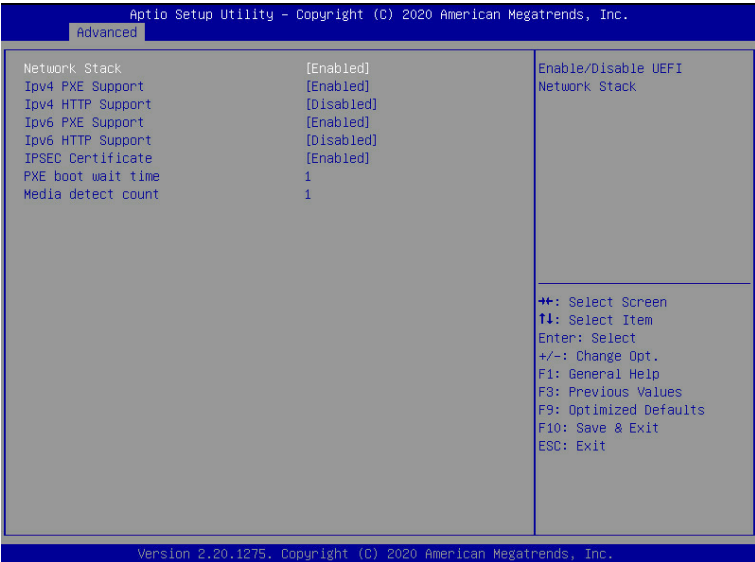 Aptio Setup Utility – Copyright (C) 2020 American Megatrends, Inc.
Advanced
Network Stack [Enabled]
Ipv4 PXE Support [Enabled]
Ipv4 HTTP Support [Disabled]
Ipv6 PXE Support [Enabled]
Ipv6 HTTP Support [Disabled]
IPSEC Certificate [Enabled]
PXE boot wait time 1
Media detect count 1
Enable/Disable UEFI
Network Stack
→←: Select Screen
↑↓: Select Item
Enter: Select
+/-: Change Opt.
F1: General Help
F3: Previous Values
F9: Optimized Defaults
F10: Save & Exit
ESC: Exit
Version 2.20.1275. Copyright (C) 2020 American Megatrends, Inc.